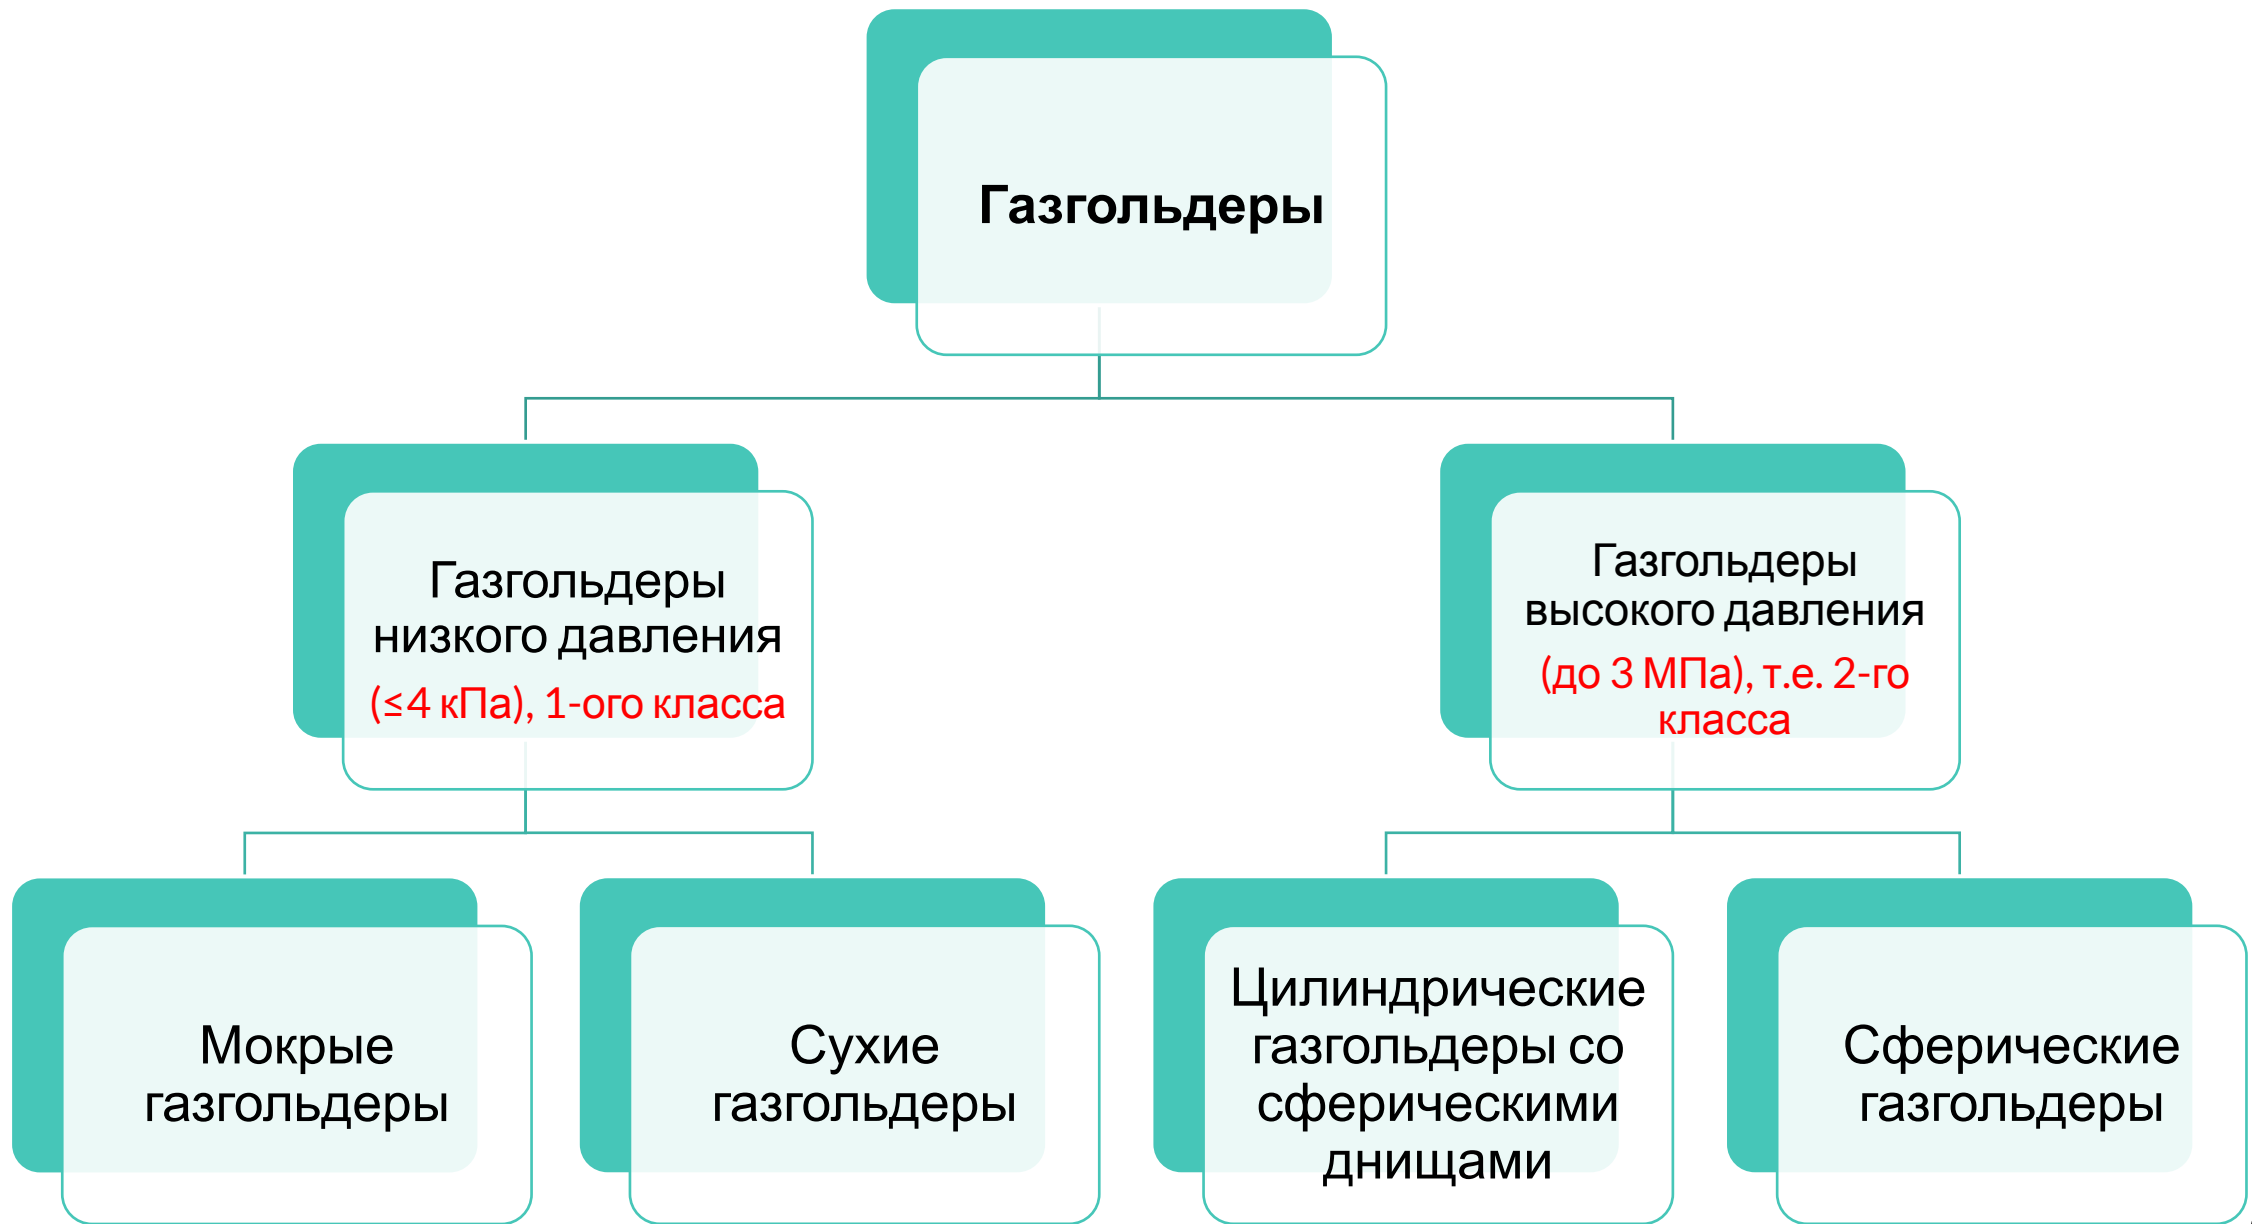 Газгольдеры
Газгольдеры
низкого давления
(≤4 кПа), 1-ого класса
Газгольдеры
высокого давления
(до 3 МПа), т.е. 2-го
класса
Мокрые
газгольдеры
Сухие
газгольдеры
Цилиндрические
газгольдеры со
сферическими
днищами
Сферические
газгольдеры